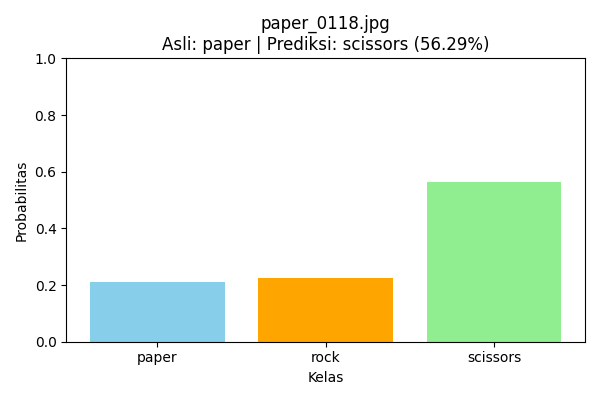 paper_0118.jpg
Asli: paper | Prediksi: scissors (56.29%)
1.0
0.8
0.6
0.4
0.2
0.0
Probabilitas
paper rock scissors
Kelas